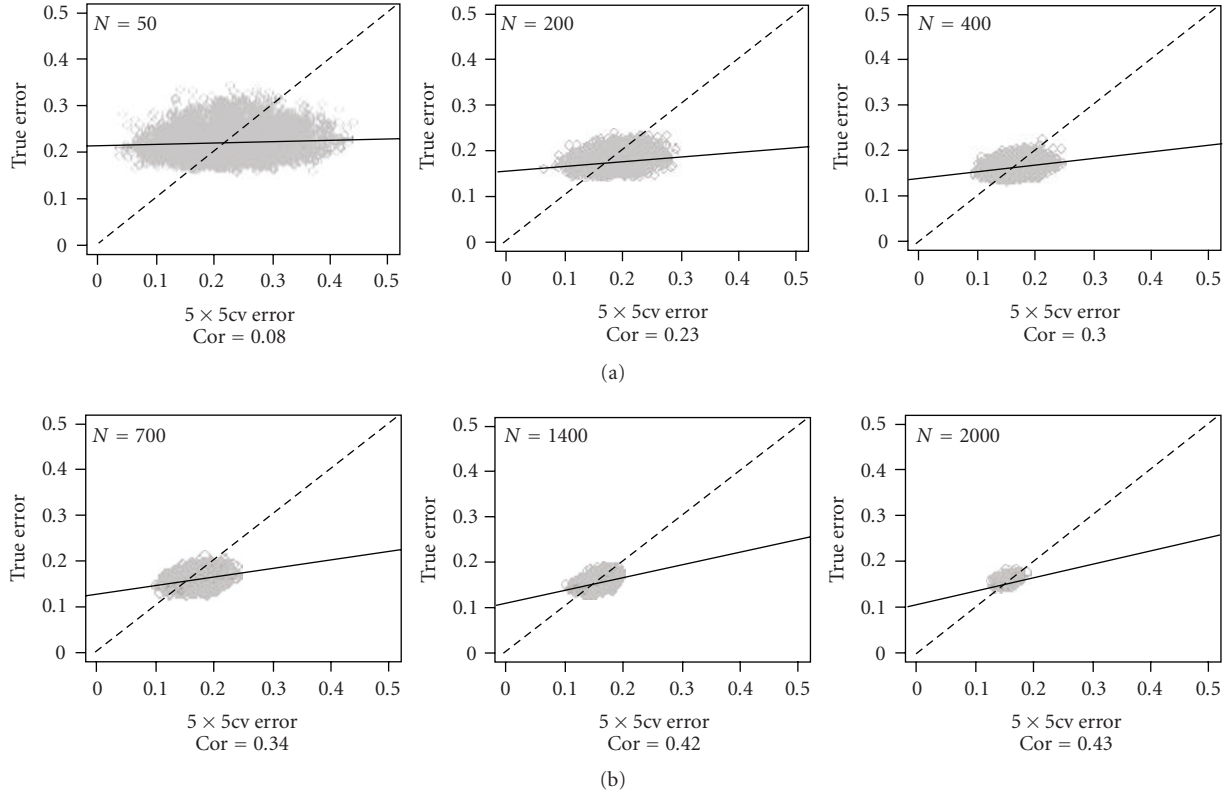 N = 50
0.5
0.4
0.3
0.2
0.1
0
True error
0 0.1 0.2 0.3 0.4 0.5
5 × 5cv error
Cor = 0.08
N = 200
0.5
0.4
0.3
0.2
0.1
0
True error
0 0.1 0.2 0.3 0.4 0.5
5 × 5cv error
Cor = 0.23
N = 400
0.5
0.4
0.3
0.2
0.1
0
True error
0 0.1 0.2 0.3 0.4 0.5
5 × 5cv error
Cor = 0.3
(a)
N = 700
0.5
0.4
0.3
0.2
0.1
0
True error
0 0.1 0.2 0.3 0.4 0.5
5 × 5cv error
Cor = 0.34
N = 1400
0.5
0.4
0.3
0.2
0.1
0
True error
0 0.1 0.2 0.3 0.4 0.5
5 × 5cv error
Cor = 0.42
N = 2000
0.5
0.4
0.3
0.2
0.1
0
True error
0 0.1 0.2 0.3 0.4 0.5
5 × 5cv error
Cor = 0.43
(b)